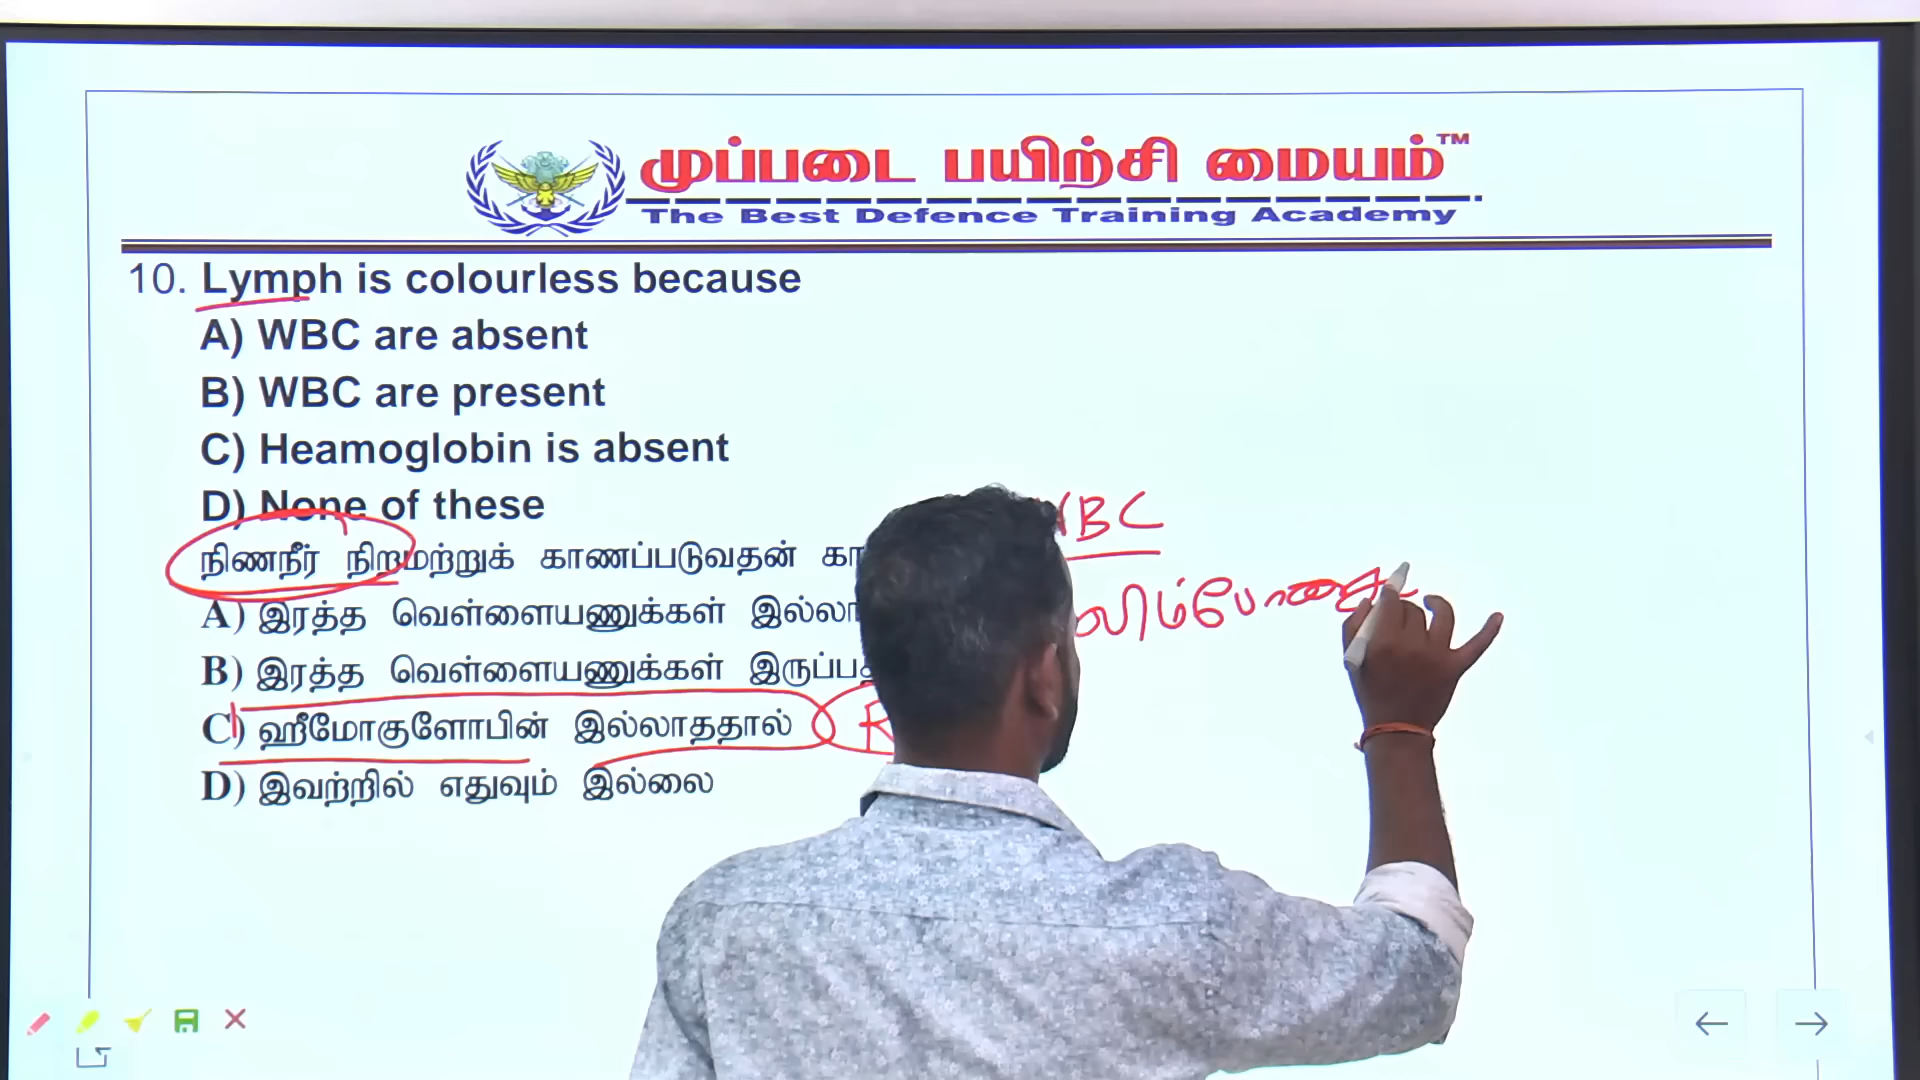 முப்படை பயிற்சி மையம்™
The Best Defence Training Academy
10. Lymph is colourless because
A) WBC are absent
B) WBC are present
C) Heamoglobin is absent
D) None of these
நிணநீர் நிறமற்றுக் காணப்படுவதன்
A) இரத்த வெள்ளையணுக்கள்
B) இரத்த வெள்ளையணுக்கள்
C) ஹீமோகுளோபின் இல்லாததால்
D) இவற்றில் எதுவும் இல்லை
BC